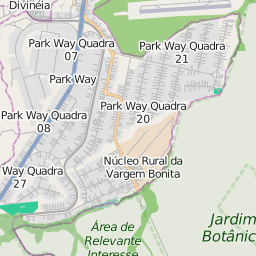 Divinéia
Park Way Quadra
07
Park Way Quadra
21
Park Way
Park Way Quadra
20
Park Way Quadra
08
Núcleo Rural da
Vargem Bonita
Way Quadra
27
Jardim
Botânic
Área de
Relevante
Interesse